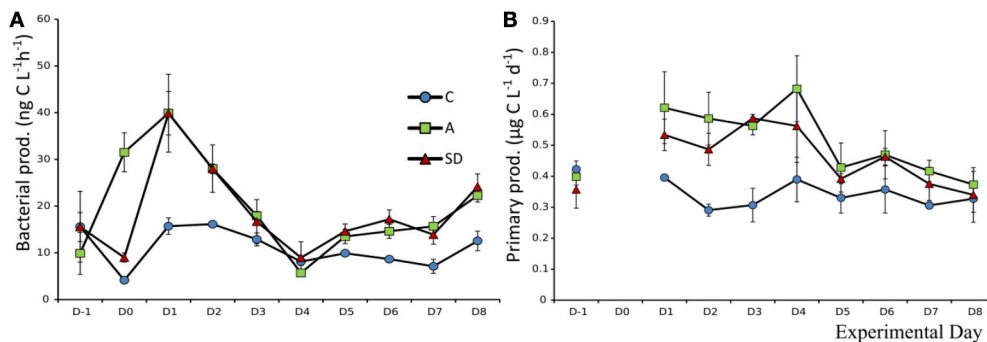 A
Bacterial prod. (ng C L⁻¹h⁻¹)
60
50
40
30
20
10
0
D-1 D0 D1 D2 D3 D4 D5 D6 D7 D8
C
A
SD
B
Primary prod. (µg C L⁻¹ d⁻¹)
0.9
0.8
0.7
0.6
0.5
0.4
0.3
0.2
0.1
0
D-1 D0 D1 D2 D3 D4 D5 D6 D7 D8
Experimental Day